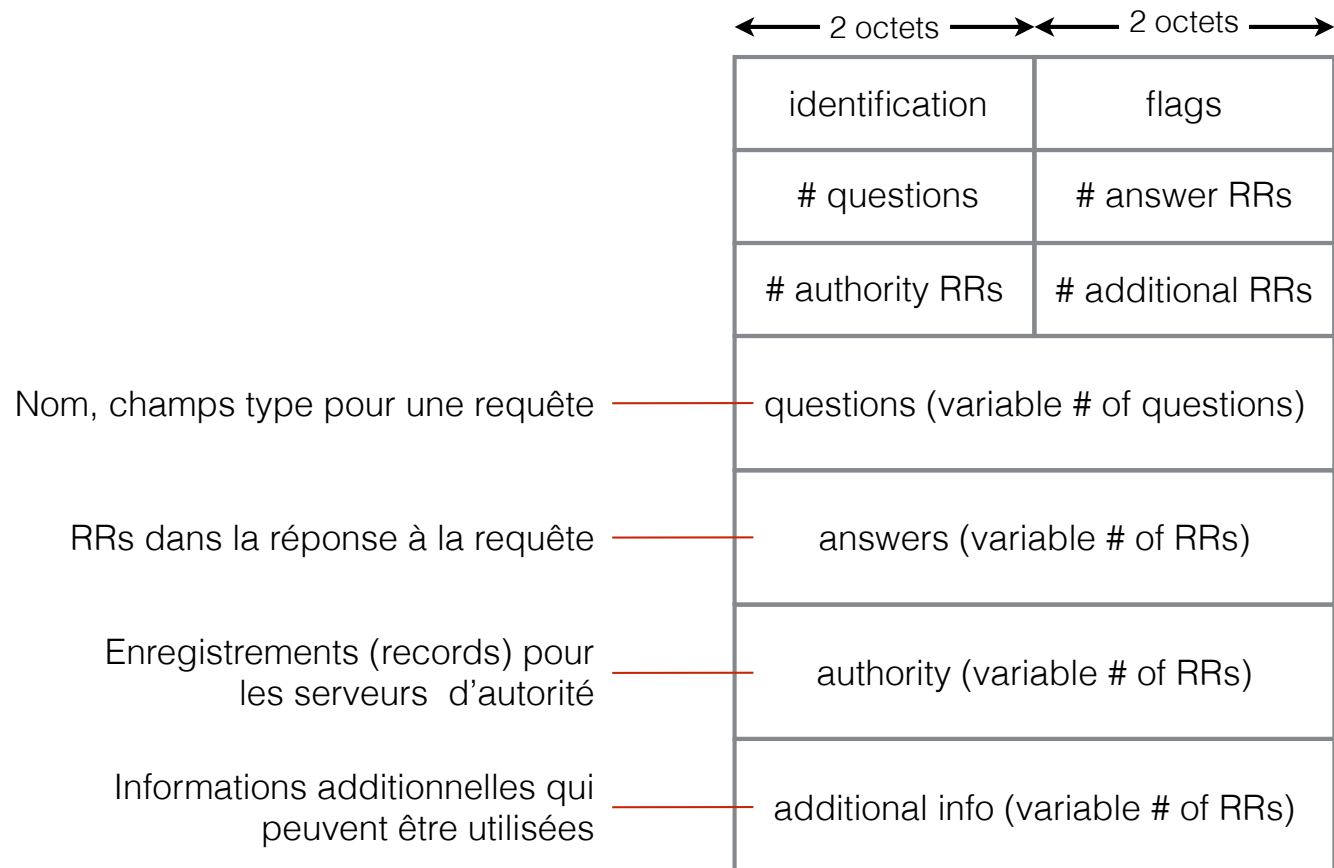 2 octets 2 octets
identification flags
# questions # answer RRs
# authority RRs # additional RRs
Nom, champs type pour une requête questions (variable # of questions)
RRs dans la réponse à la requête answers (variable # of RRs)
Enregistrements (records) pour
les serveurs d'autorité
authority (variable # of RRs)
Informations additionnelles qui
peuvent être utilisées
additional info (variable # of RRs)